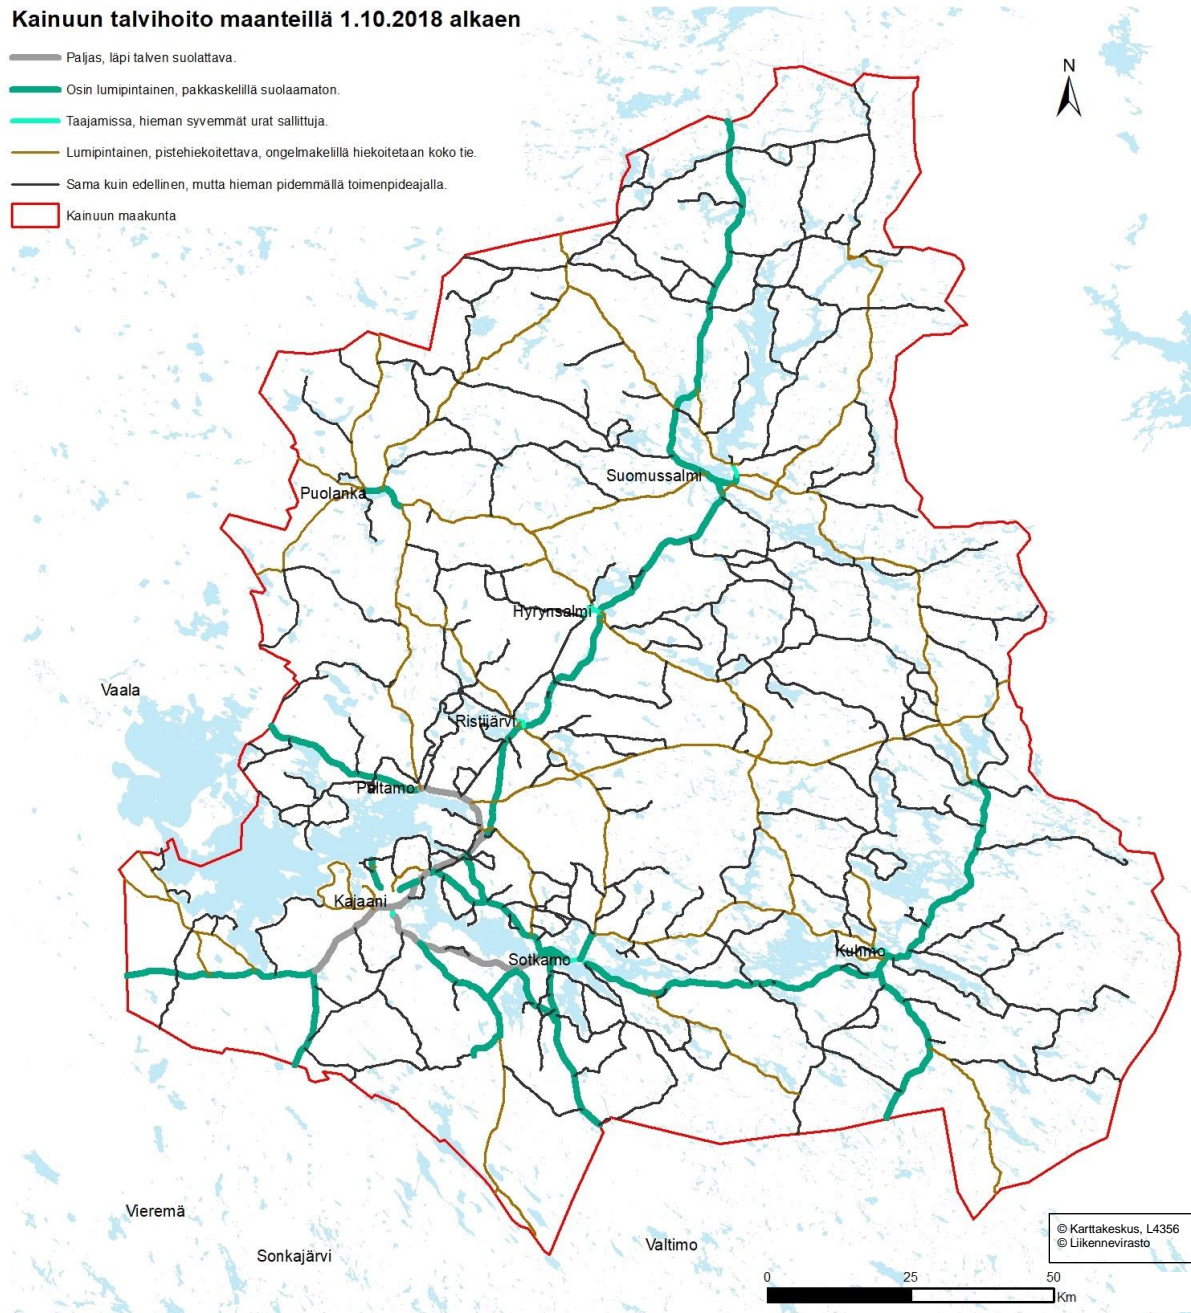 Kainuun talvihoito maanteillä 1.10.2018 alkaen
Paljas, läpi talven suolattava.
Osin lumipintainen, pakkaskelillä suolaamaton.
Taajamissa, hieman syvemmät urat sallittuja.
Lumipintainen, pistehiekoitettava, ongelmakelillä hiekoitetaan koko tie.
Sama kuin edellinen, mutta hieman pidemmällä toimenpideajalla.
Kainuun maakunta
N
Suomussalmi
Puolanka
Hyrynsalmi
Vaala
Ristijärvi
Paltamo
Kajaani
Sotkamo
Kuhmo
Vieremä
Sonkajärvi
Valtimo
© Karttakeskus, L4356
© Liikennevirasto
0 25 50
Km